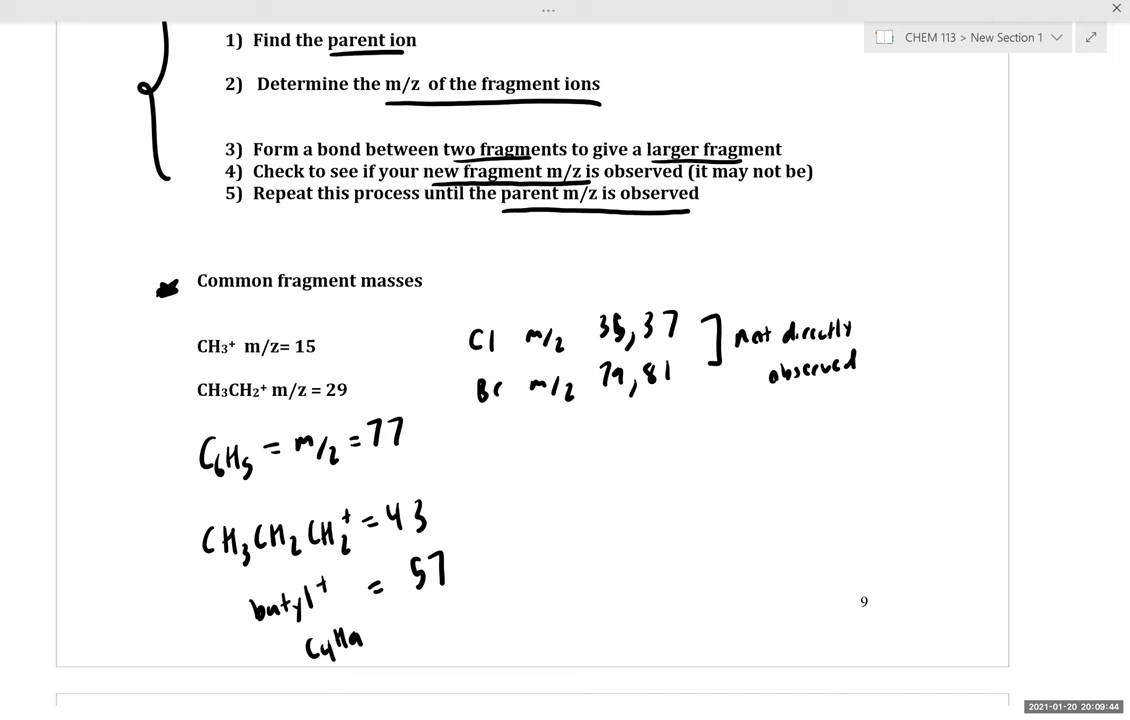 CHEM 113 > New Section 1
1) Find the parent ion
2) Determine the m/z of the fragment ions
3) Form a bond between two fragments to give a larger fragment
4) Check to see if your new fragment m/z is observed (it may not be)
5) Repeat this process until the parent m/z is observed
Common fragment masses
CH₃⁺ m/z= 15
CH₃CH₂⁺ m/z = 29
Cl m/z 35, 37
Br m/z 79, 81
] not directly
observed
C₆H₅ = m/z = 77
CH₃CH₂CH₂⁺ = 43
butyl⁺ = 57
C₄H₉
9
2021-01-20 20:09:44